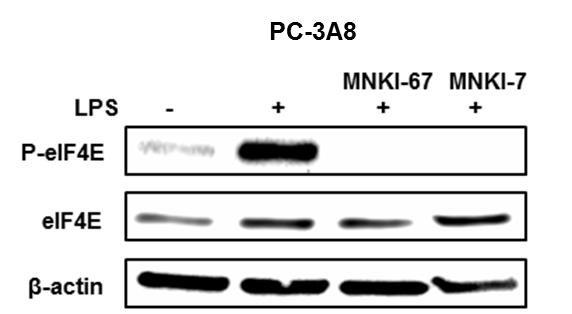 PC-3A8
MNKI-67 MNKI-7
LPS - + + +
P-eIF4E
eIF4E
β-actin